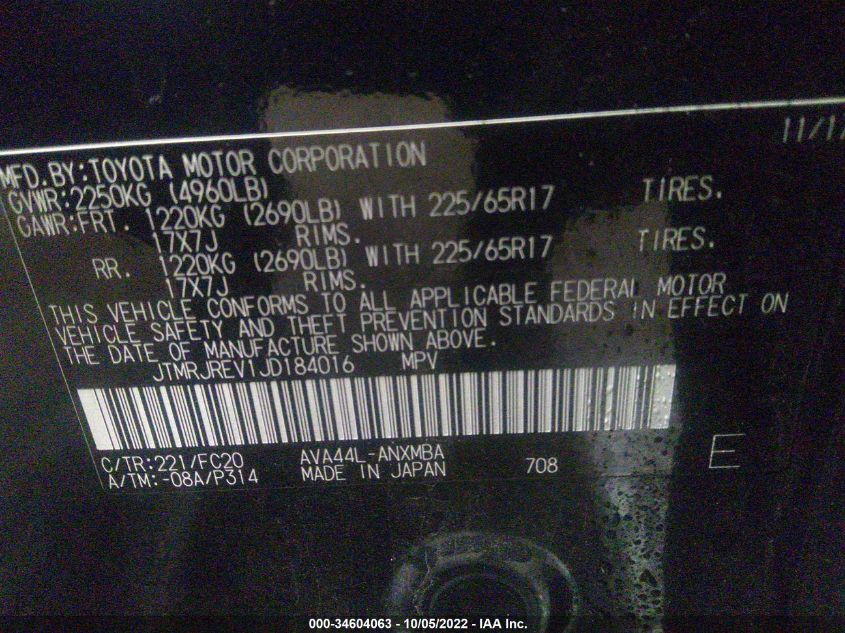 11/17
MFD.BY:TOYOTA MOTOR CORPORATION
GVWR:2250KG (4960LB)
GAWR:FRT. 1220KG (2690LB) WITH 225/65R17 TIRES.
17X7J RIMS.
RR. 1220KG (2690LB) WITH 225/65R17 TIRES.
17X7J RIMS.
THIS VEHICLE CONFORMS TO ALL APPLICABLE FEDERAL MOTOR
VEHICLE SAFETY AND THEFT PREVENTION STANDARDS IN EFFECT ON
THE DATE OF MANUFACTURE SHOWN ABOVE.
JTMRJREV1JD184016 MPV
C/TR:221/FC20 AVA44L-ANXMBA
A/TM:-08A/P314 MADE IN JAPAN 708 E
000-34604063 - 10/05/2022 - IAA Inc.